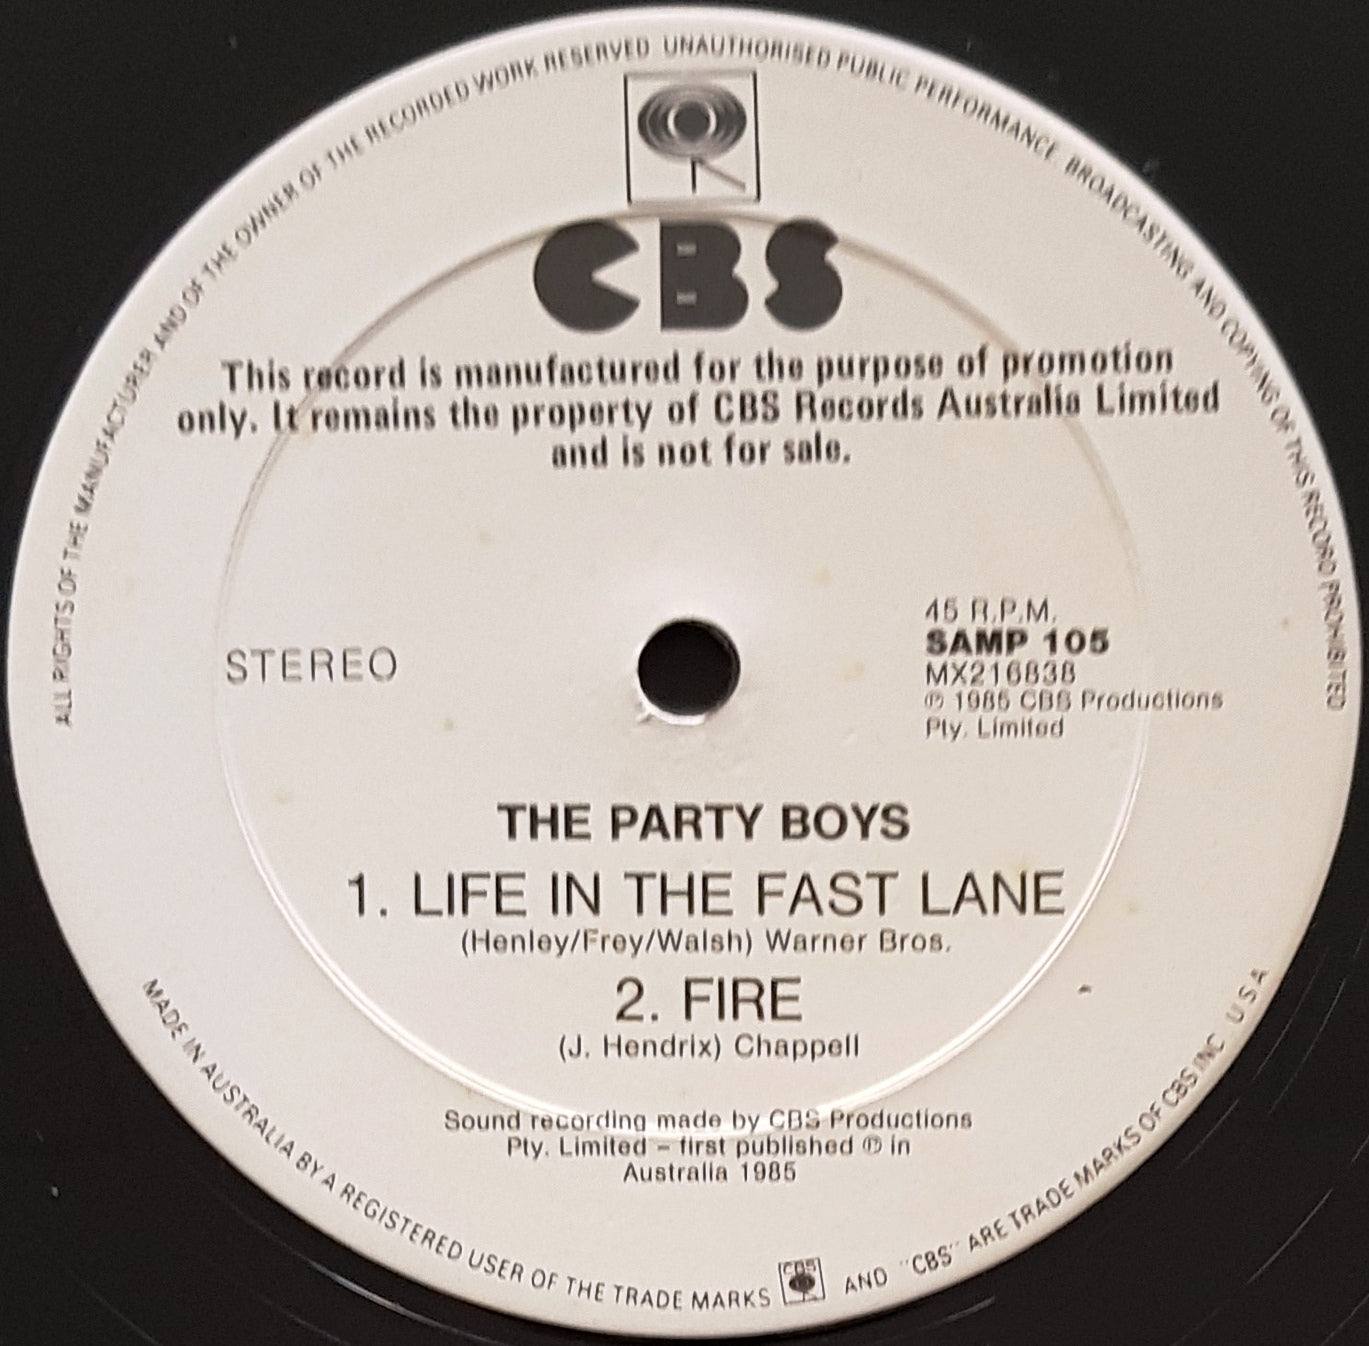 ALL RIGHTS OF THE MANUFACTURER AND OF THE OWNER OF THE RECORDED WORK RESERVED UNAUTHORISED PUBLIC PERFORMANCE BROADCASTING AND COPYING OF THIS RECORD PROHIBITED
CBS
This record is manufactured for the purpose of promotion
only. It remains the property of CBS Records Australia Limited
and is not for sale.
STEREO
45 R.P.M.
SAMP 105
MX216838
℗ 1985 CBS Productions
Pty. Limited
THE PARTY BOYS
1. LIFE IN THE FAST LANE
(Henley/Frey/Walsh) Warner Bros.
2. FIRE
(J. Hendrix) Chappell
Sound recording made by CBS Productions
Pty. Limited – first published ℗ in
Australia 1985
MADE IN AUSTRALIA BY A REGISTERED USER OF THE TRADE MARKS CBS AND "CBS" ARE TRADE MARKS OF CBS INC U S A